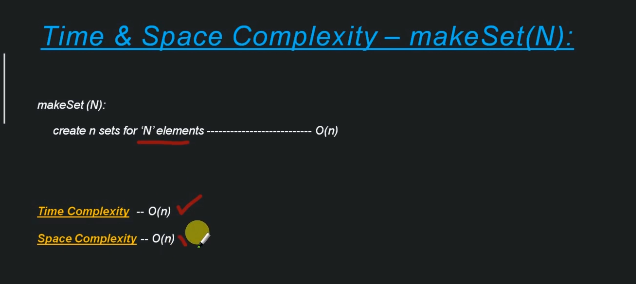 Time & Space Complexity – makeSet(N):
makeSet (N):
create n sets for ‘N’ elements --------------------------- O(n)
Time Complexity -- O(n)
Space Complexity -- O(n)